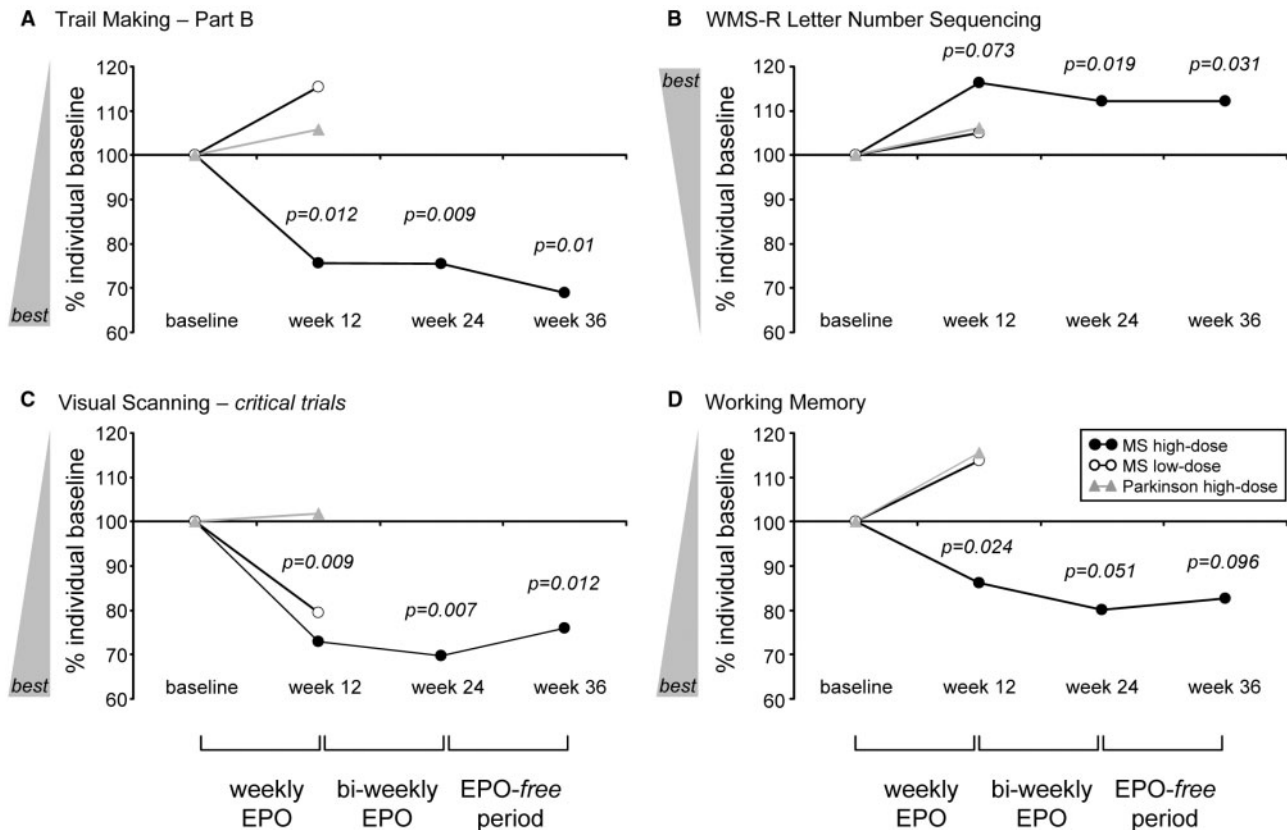 A Trail Making – Part B
best
% individual baseline
120
110
100
90
80
70
60
p=0.012
p=0.009
p=0.01
baseline
week 12
week 24
week 36
B WMS-R Letter Number Sequencing
best
% individual baseline
120
110
100
90
80
70
60
p=0.073
p=0.019
p=0.031
baseline
week 12
week 24
week 36
C Visual Scanning – critical trials
best
% individual baseline
120
110
100
90
80
70
60
p=0.009
p=0.007
p=0.012
baseline
week 12
week 24
week 36
weekly
EPO
bi-weekly
EPO
EPO-free
period
D Working Memory
best
% individual baseline
120
110
100
90
80
70
60
MS high-dose
MS low-dose
Parkinson high-dose
p=0.024
p=0.051
p=0.096
baseline
week 12
week 24
week 36
weekly
EPO
bi-weekly
EPO
EPO-free
period